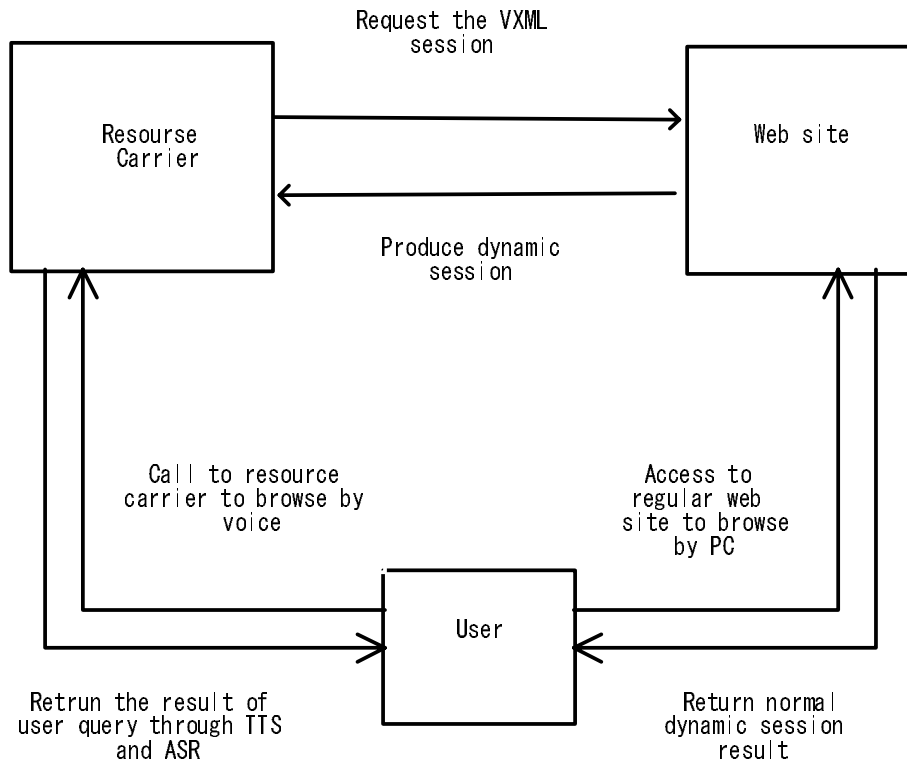 Request the VXML
session
Resourse
Carrier
Web site
Produce dynamic
session
Call to resource
carrier to browse by
voice
Access to
regular web
site to browse
by PC
User
Retrun the result of
user query through TTS
and ASR
Return normal
dynamic session
result